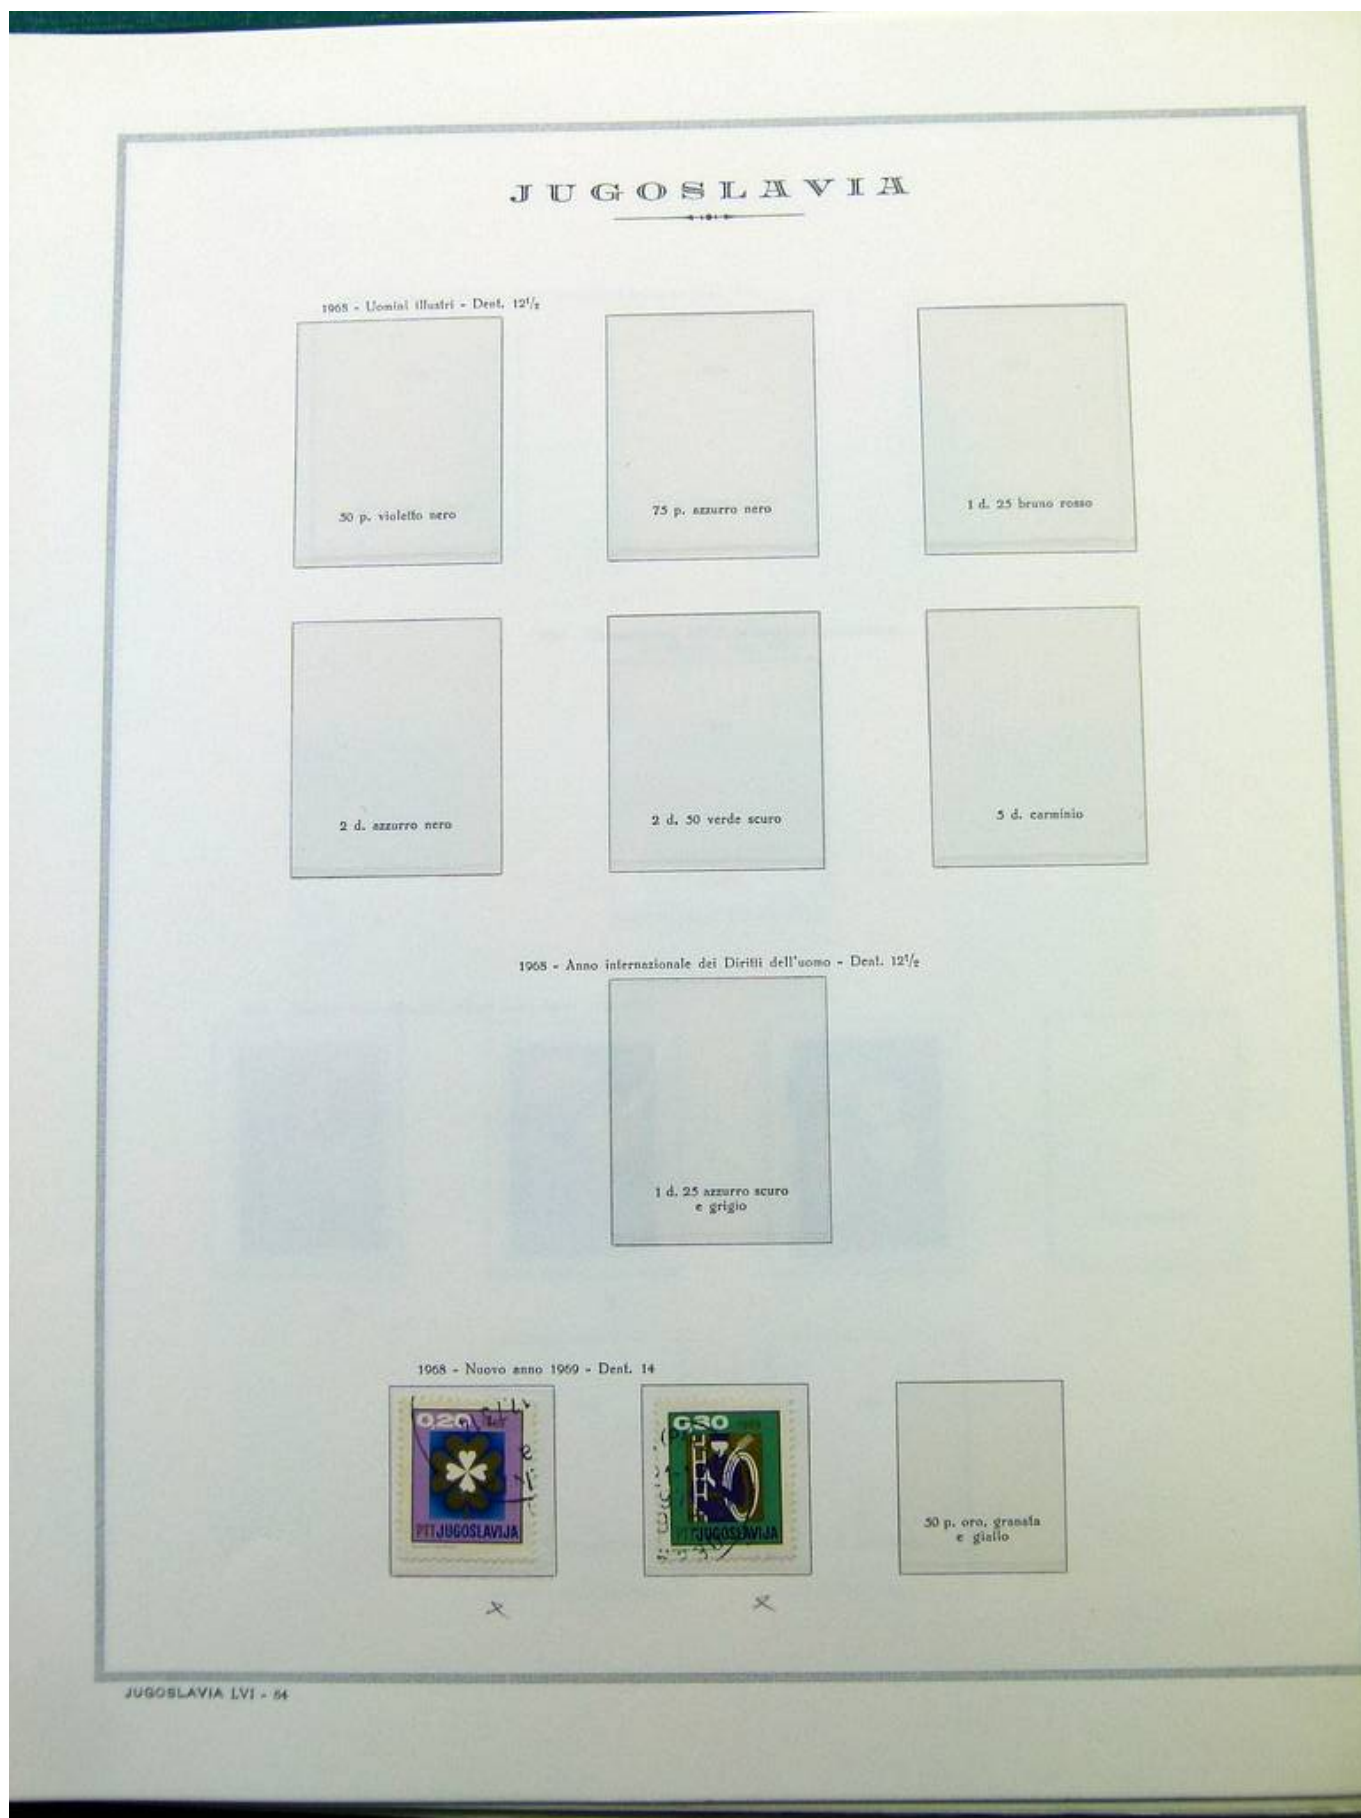 JUGOSLAVIA
1968 - Uomini illustri - Dent. 12½
50 p. violetto nero
75 p. azzurro nero
1 d. 25 bruno rosso
2 d. azzurro nero
2 d. 50 verde scuro
5 d. carminio
1968 - Anno internazionale dei Diritti dell'uomo - Dent. 12½
1 d. 25 azzurro scuro
e grigio
1968 - Nuovo anno 1969 - Dent. 14
0,20
PTT JUGOSLAVIJA
0,30
PTT JUGOSLAVIJA
50 p. oro, granata
e giallo
JUGOSLAVIA LVI - 54